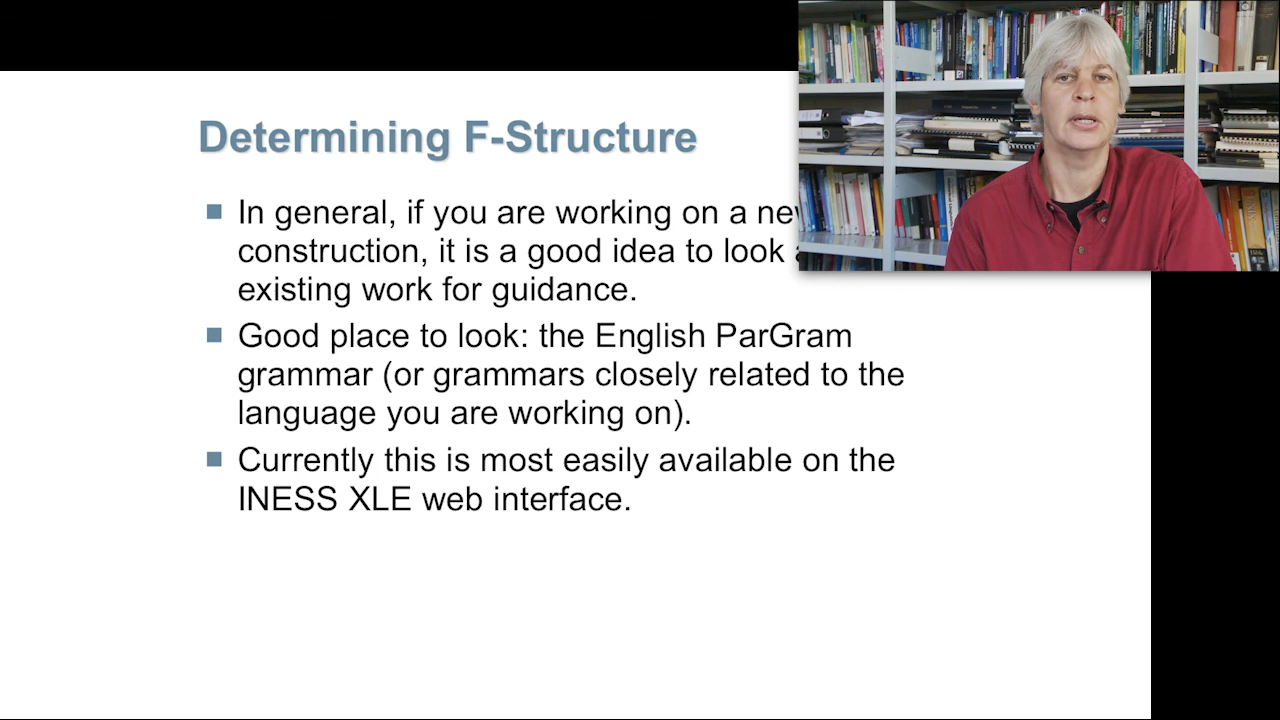 Determining F-Structure
In general, if you are working on a
construction, it is a good idea to look
existing work for guidance.
Good place to look: the English ParGram
grammar (or grammars closely related to the
language you are working on).
Currently this is most easily available on the
INESS XLE web interface.